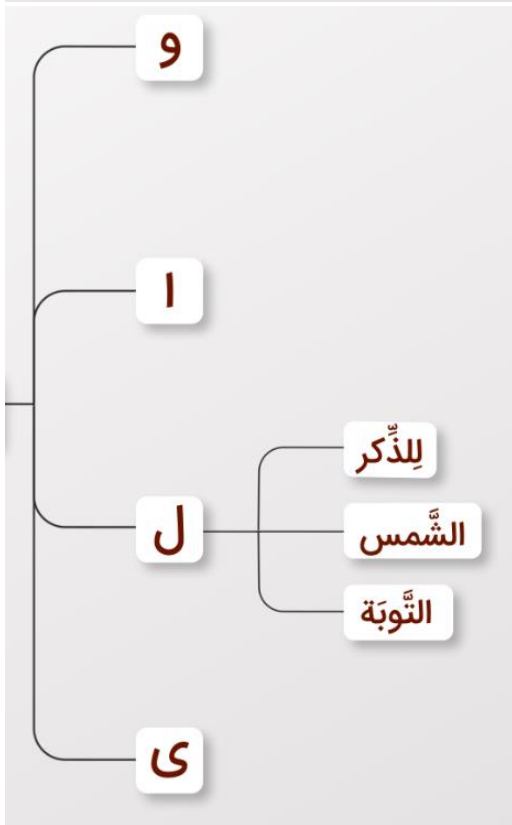 و
ا
ل
لِلذِّكر
الشَّمس
التَّوبَة
ى